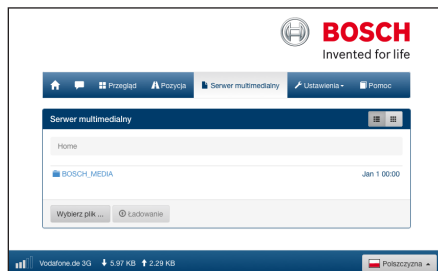 BOSCH
Invented for life
Przegląd Pozycja Serwer multimedialny Ustawienia Pomoc
Serwer multimedialny
Home
BOSCH_MEDIA Jan 1 00:00
Wybierz plik ... Ładowanie
Vodafone.de 3G 5.97 KB 2.29 KB Polszczyzna